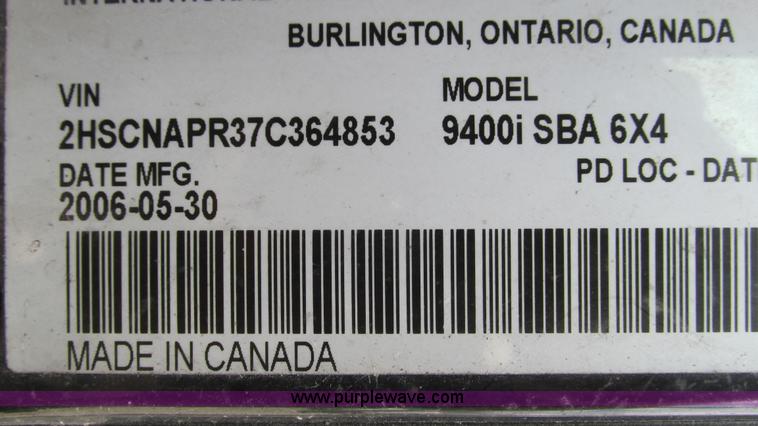 INTERNATIONAL
BURLINGTON, ONTARIO, CANADA
VIN MODEL
2HSCNAPR37C364853 9400i SBA 6X4
DATE MFG. PD LOC - DAT
2006-05-30
MADE IN CANADA
www.purplewave.com